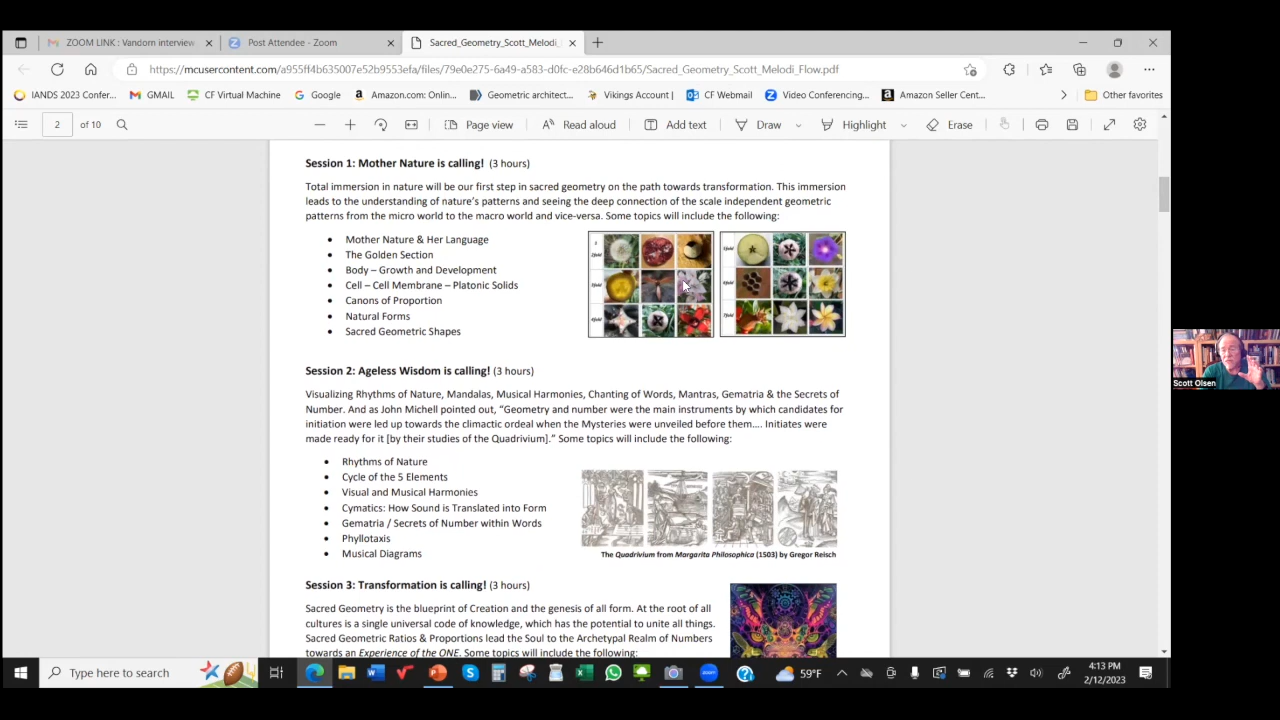 ZOOM LINK : Vandorn interview
Post Attendee - Zoom
Sacred_Geometry_Scott_Melodi_
https://mcusercontent.com/a955ff4b635007e52b9553efa/files/79e0e275-6a49-a583-d0fc-e28b646d1b65/Sacred_Geometry_Scott_Melodi_Flow.pdf
IANDS 2023 Confer... GMAIL CF Virtual Machine Google Amazon.com: Onlin... Geometric architect... Vikings Account | CF Webmail Video Conferencing... Amazon Seller Cent... Other favorites
2 of 10 Page view Read aloud Add text Draw Highlight Erase
Session 1: Mother Nature is calling! (3 hours)
Total immersion in nature will be our first step in sacred geometry on the path towards transformation. This immersion
leads to the understanding of nature's patterns and seeing the deep connection of the scale independent geometric
patterns from the micro world to the macro world and vice-versa. Some topics will include the following:
• Mother Nature & Her Language
• The Golden Section
• Body – Growth and Development
• Cell – Cell Membrane – Platonic Solids
• Canons of Proportion
• Natural Forms
• Sacred Geometric Shapes
Session 2: Ageless Wisdom is calling! (3 hours)
Visualizing Rhythms of Nature, Mandalas, Musical Harmonies, Chanting of Words, Mantras, Gematria & the Secrets of
Number. And as John Michell pointed out, "Geometry and number were the main instruments by which candidates for
initiation were led up towards the climactic ordeal when the Mysteries were unveiled before them…. Initiates were
made ready for it [by their studies of the Quadrivium]." Some topics will include the following:
• Rhythms of Nature
• Cycle of the 5 Elements
• Visual and Musical Harmonies
• Cymatics: How Sound is Translated into Form
• Gematria / Secrets of Number within Words
• Phyllotaxis
• Musical Diagrams
The Quadrivium from Margarita Philosophica (1503) by Gregor Reisch
Session 3: Transformation is calling! (3 hours)
Sacred Geometry is the blueprint of Creation and the genesis of all form. At the root of all
cultures is a single universal code of knowledge, which has the potential to unite all things.
Sacred Geometric Ratios & Proportions lead the Soul to the Archetypal Realm of Numbers
towards an Experience of the ONE. Some topics will include the following:
Scott Olsen
Type here to search
59°F
4:13 PM
2/12/2023